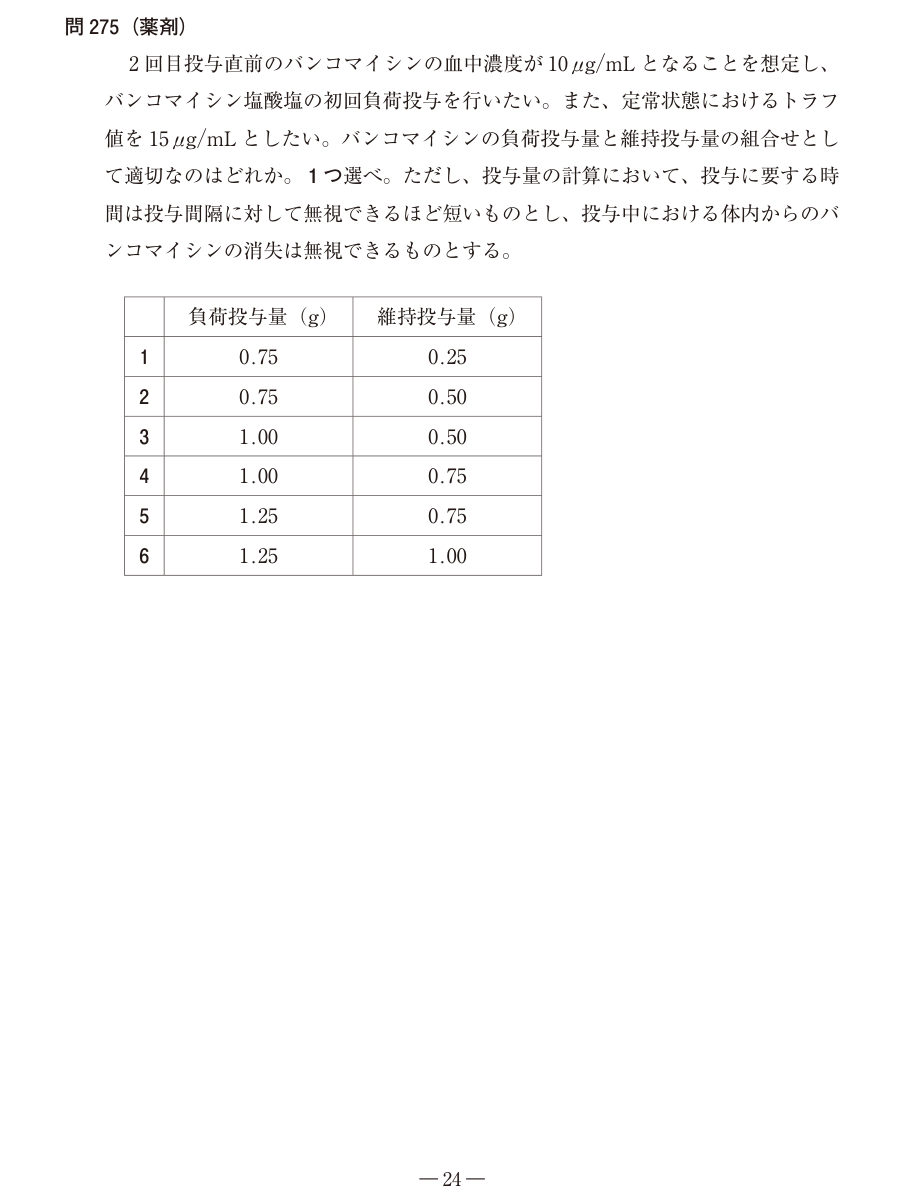 問 275（薬剤）
2 回目投与直前のバンコマイシンの血中濃度が 10 μg/mL となることを想定し、
バンコマイシン塩酸塩の初回負荷投与を行いたい。また、定常状態におけるトラフ
値を 15 μg/mL としたい。バンコマイシンの負荷投与量と維持投与量の組合せとし
て適切なのはどれか。1つ選べ。ただし、投与量の計算において、投与に要する時
間は投与間隔に対して無視できるほど短いものとし、投与中における体内からのバ
ンコマイシンの消失は無視できるものとする。
負荷投与量（g） 維持投与量（g）
1 0.75 0.25
2 0.75 0.50
3 1.00 0.50
4 1.00 0.75
5 1.25 0.75
6 1.25 1.00
— 24 —